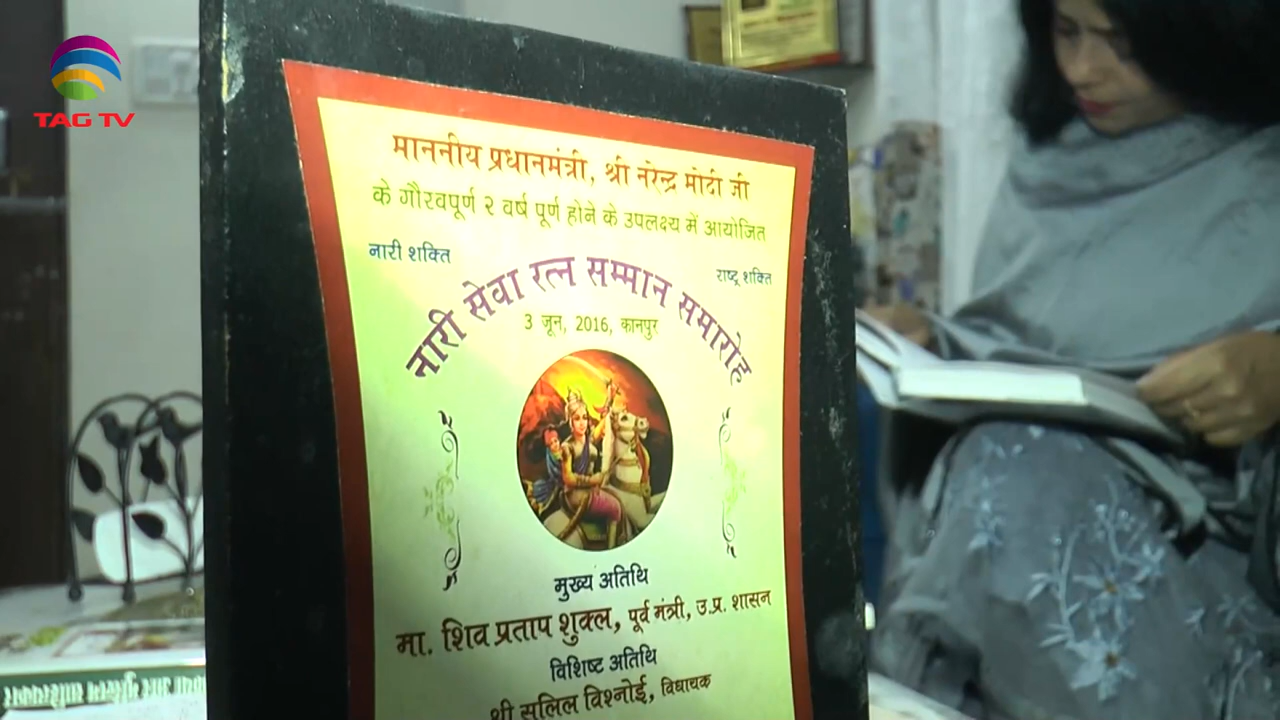 TAG TV
माननीय प्रधानमंत्री, श्री नरेन्द्र मोदी जी
के गौरवपूर्ण २ वर्ष पूर्ण होने के उपलक्ष्य में आयोजित
नारी शक्ति
राष्ट्र शक्ति
नारी सेवा रत्न सम्मान समारोह
3 जून, 2016, कानपुर
मुख्य अतिथि
मा. शिव प्रताप शुक्ल, पूर्व मंत्री, उ.प्र. शासन
विशिष्ट अतिथि
श्री सलिल विश्नोई, विधायक